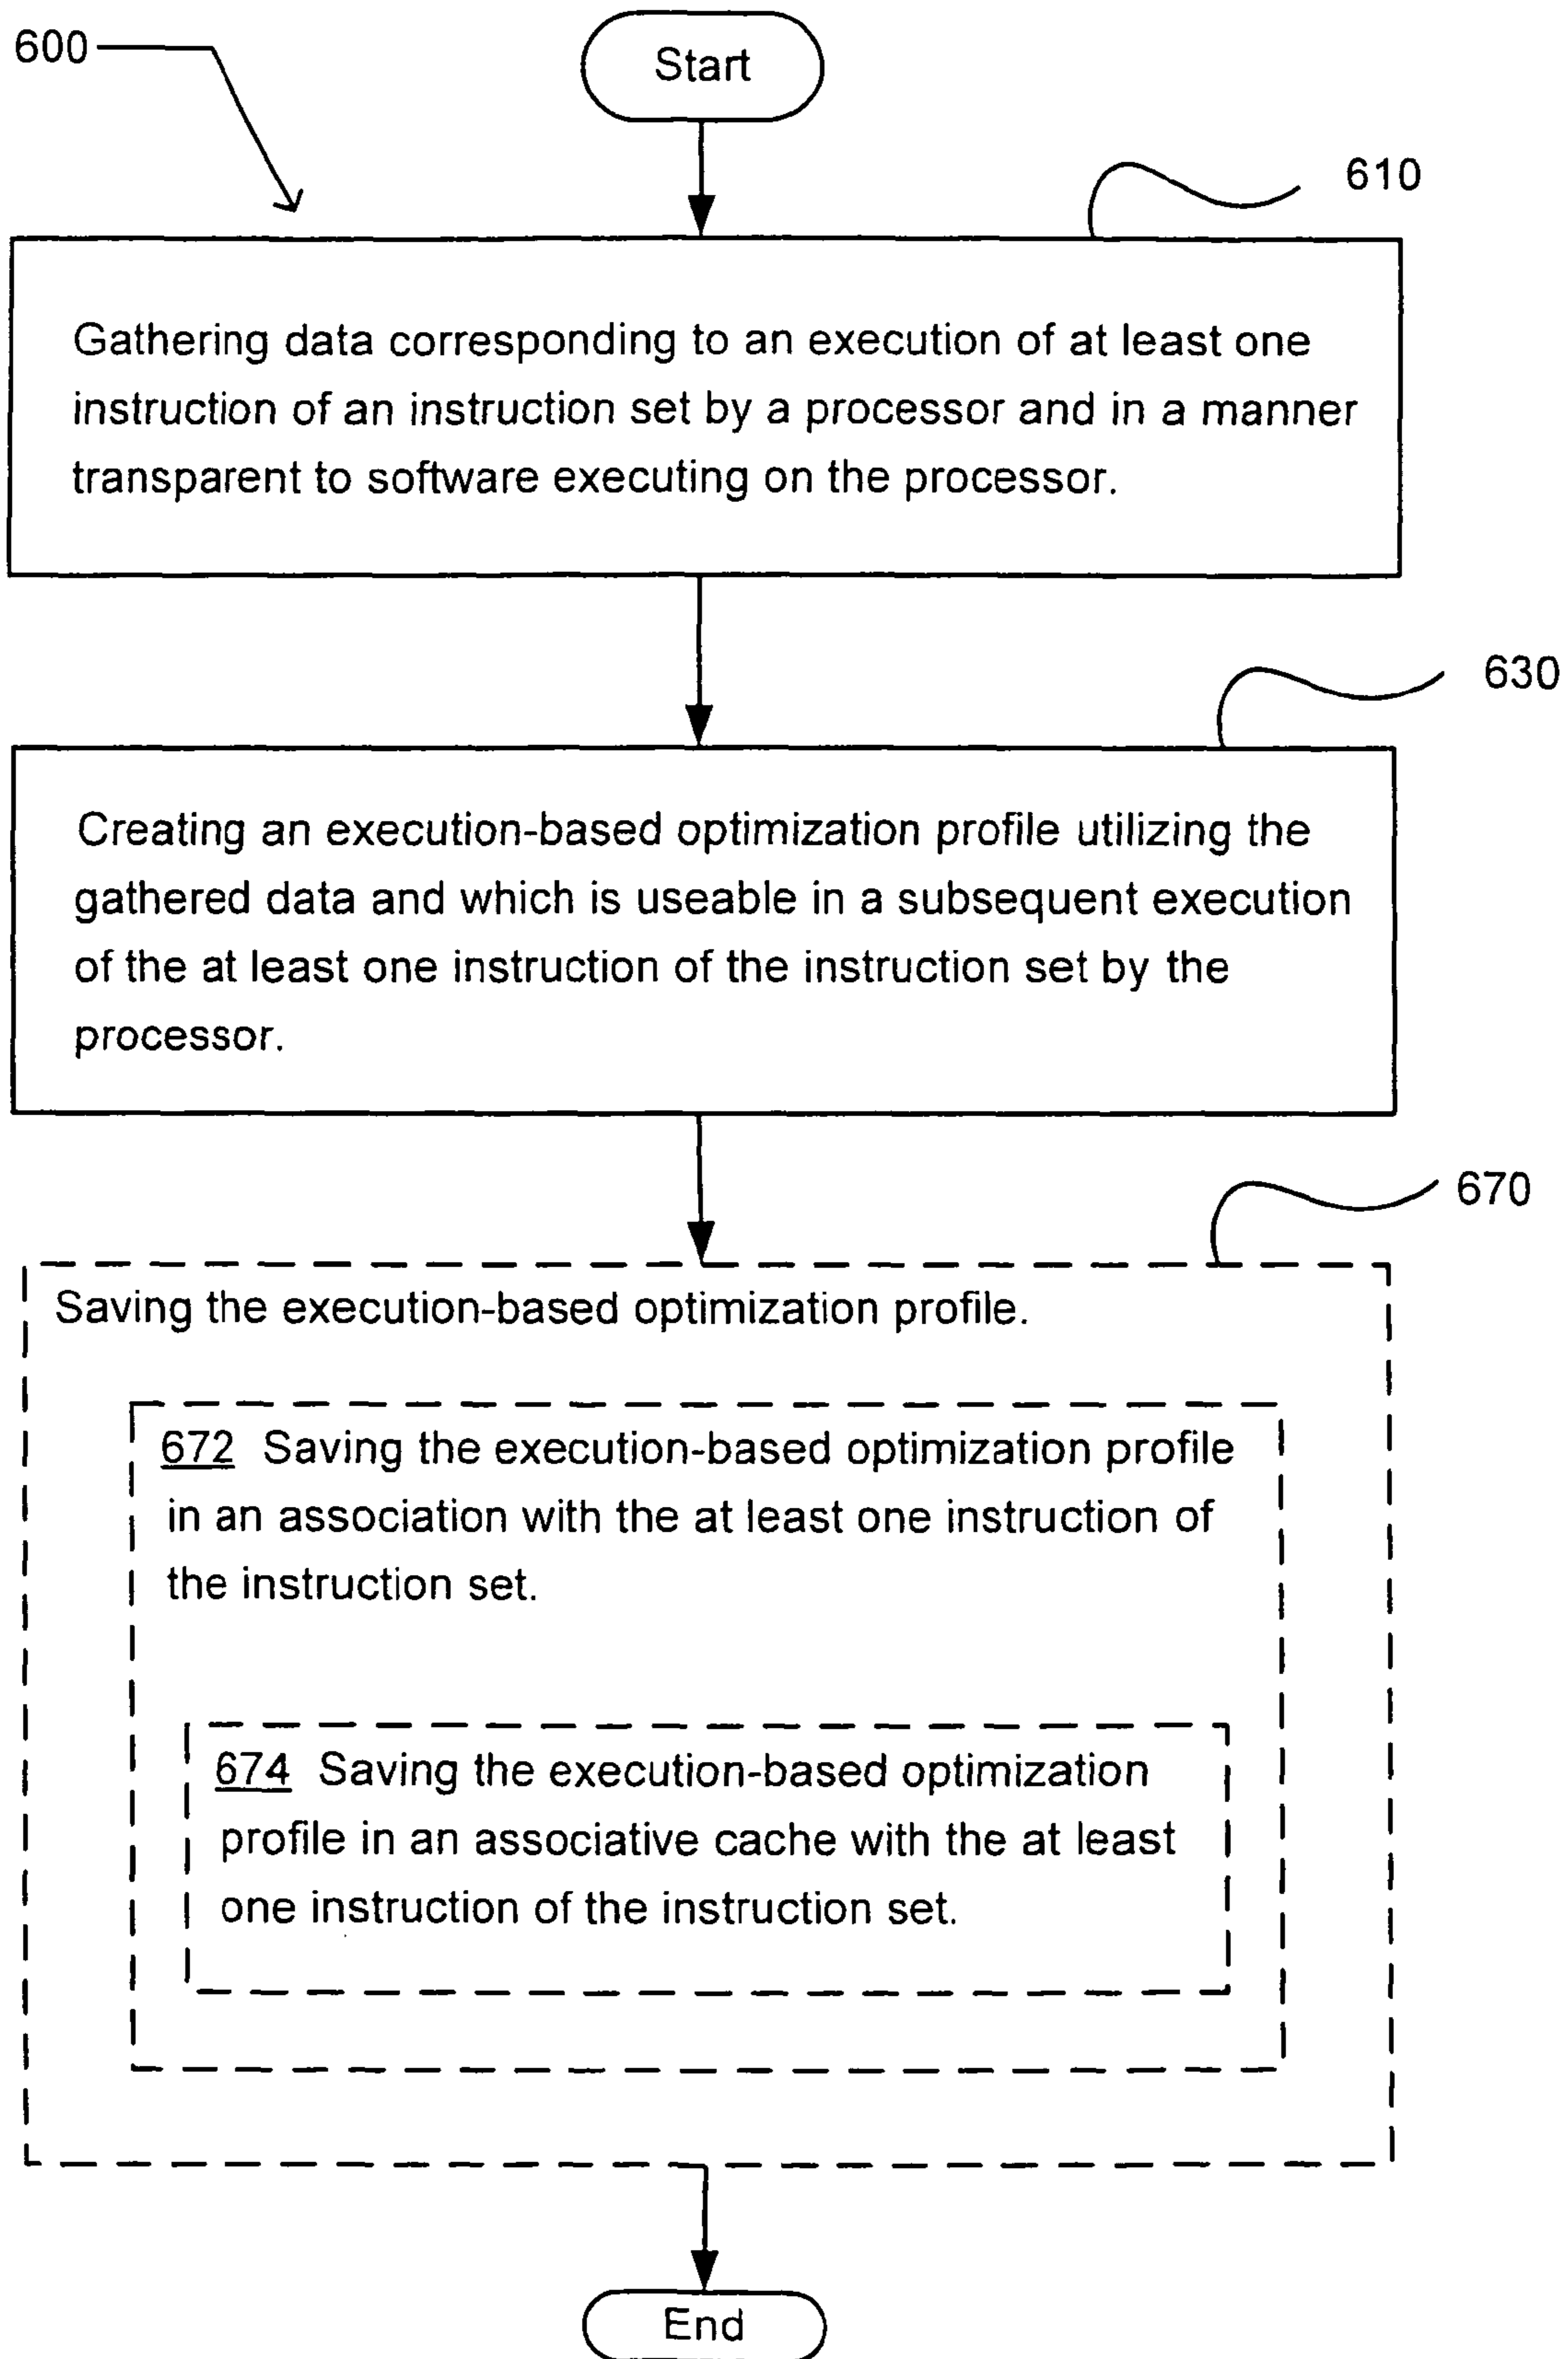 600
Start
610
Gathering data corresponding to an execution of at least one
instruction of an instruction set by a processor and in a manner
transparent to software executing on the processor.
630
Creating an execution-based optimization profile utilizing the
gathered data and which is useable in a subsequent execution
of the at least one instruction of the instruction set by the
processor.
670
Saving the execution-based optimization profile.
672 Saving the execution-based optimization profile
in an association with the at least one instruction of
the instruction set.
674 Saving the execution-based optimization
profile in an associative cache with the at least
one instruction of the instruction set.
End